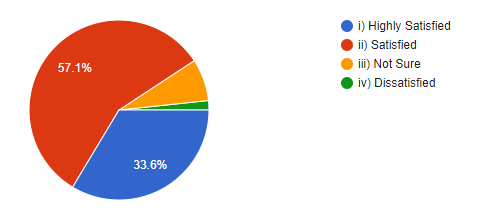 57.1%
33.6%
i) Highly Satisfied
ii) Satisfied
iii) Not Sure
iv) Dissatisfied